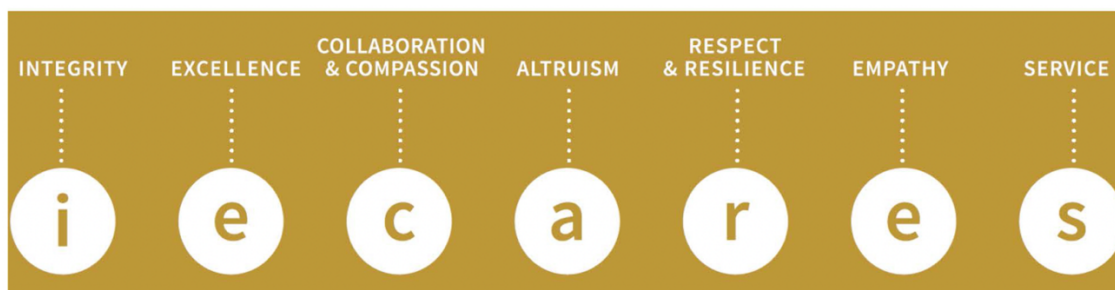 INTEGRITY
EXCELLENCE
COLLABORATION
& COMPASSION
ALTRUISM
RESPECT
& RESILIENCE
EMPATHY
SERVICE
i e c a r e s